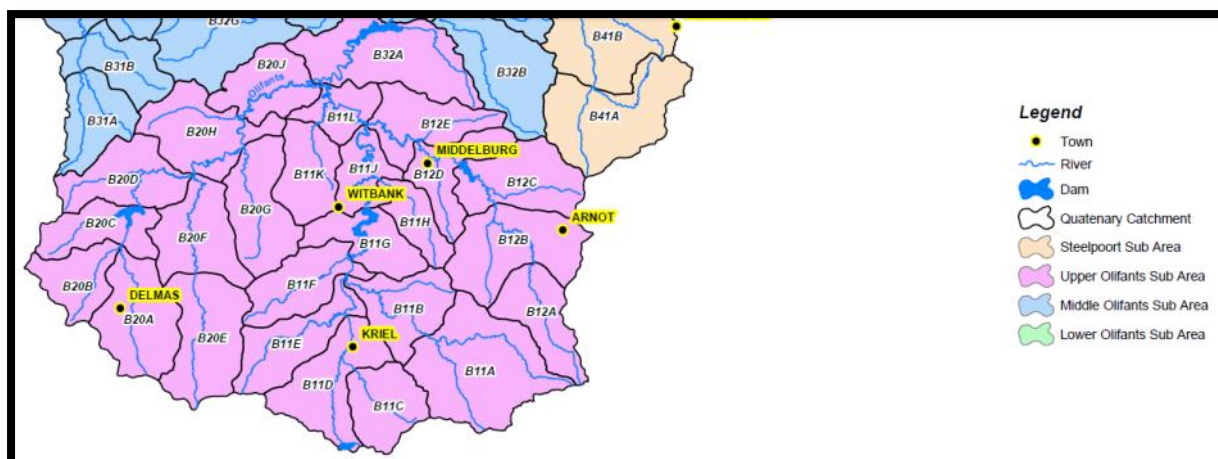 B32G
B41B
B32A
B20J
B31B
B32B
Olifants
B31A
B41A
B11L
B12E
B20H
MIDDELBURG
B11J
B12D
B20D
B11K
B12C
WITBANK
B20G
B11H
ARNOT
B20C
B20F
B12B
B11G
B11F
B20B
DELMAS
B11B
B12A
B20A
KRIEL
B20E
B11E
B11A
B11D
B11C
Legend
Town
River
Dam
Quatenary Catchment
Steelpoort Sub Area
Upper Olifants Sub Area
Middle Olifants Sub Area
Lower Olifants Sub Area